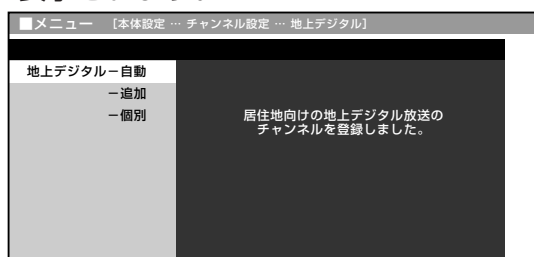 ■メニュー ［本体設定 … チャンネル設定 … 地上デジタル］
地上デジタルー自動
ー追加
ー個別
居住地向けの地上デジタル放送の
チャンネルを登録しました。